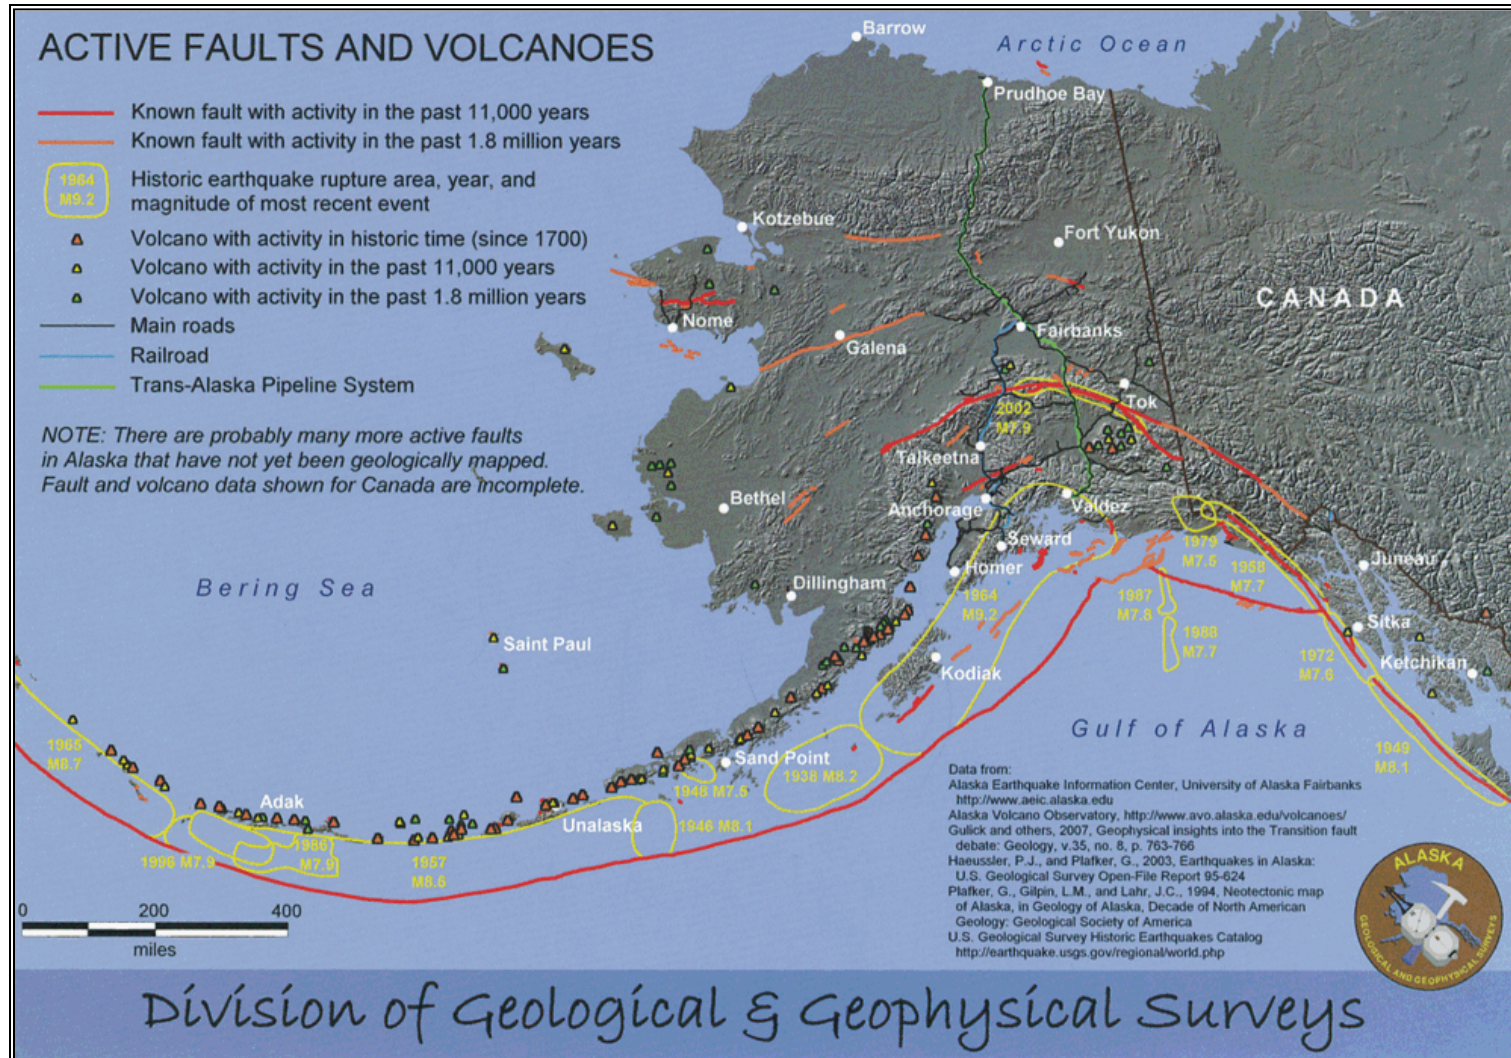 ACTIVE FAULTS AND VOLCANOES
Known fault with activity in the past 11,000 years
Known fault with activity in the past 1.8 million years
1964
M9.2
Historic earthquake rupture area, year, and
magnitude of most recent event
Volcano with activity in historic time (since 1700)
Volcano with activity in the past 11,000 years
Volcano with activity in the past 1.8 million years
Main roads
Railroad
Trans-Alaska Pipeline System
NOTE: There are probably many more active faults
in Alaska that have not yet been geologically mapped.
Fault and volcano data shown for Canada are incomplete.
Barrow
Arctic Ocean
Prudhoe Bay
Kotzebue
Fort Yukon
CANADA
Nome
Galena
Fairbanks
Tok
2002
M7.9
Talkeetna
Bethel
Anchorage
Valdez
Seward
1979
M7.5
1958
M7.7
Juneau
Homer
Bering Sea
Dillingham
1964
M9.2
1987
M7.8
1988
M7.7
Sitka
Saint Paul
Kodiak
1972
M7.6
Ketchikan
Gulf of Alaska
1965
M8.7
Sand Point
1938 M8.2
1949
M8.1
1948 M7.5
Adak
Unalaska
1946 M8.1
1996 M7.9
1986
M7.9
1957
M8.6
0 200 400
miles
Data from:
Alaska Earthquake Information Center, University of Alaska Fairbanks
http://www.aeic.alaska.edu
Alaska Volcano Observatory, http://www.avo.alaska.edu/volcanoes/
Gulick and others, 2007, Geophysical insights into the Transition fault
debate: Geology, v.35, no. 8, p. 763-766
Haeussler, P.J., and Plafker, G., 2003, Earthquakes in Alaska:
U.S. Geological Survey Open-File Report 95-624
Plafker, G., Gilpin, L.M., and Lahr, J.C., 1994, Neotectonic map
of Alaska, in Geology of Alaska, Decade of North American
Geology: Geological Society of America
U.S. Geological Survey Historic Earthquakes Catalog
http://earthquake.usgs.gov/regional/world.php
ALASKA
GEOLOGICAL AND GEOPHYSICAL SURVEYS
Division of Geological & Geophysical Surveys